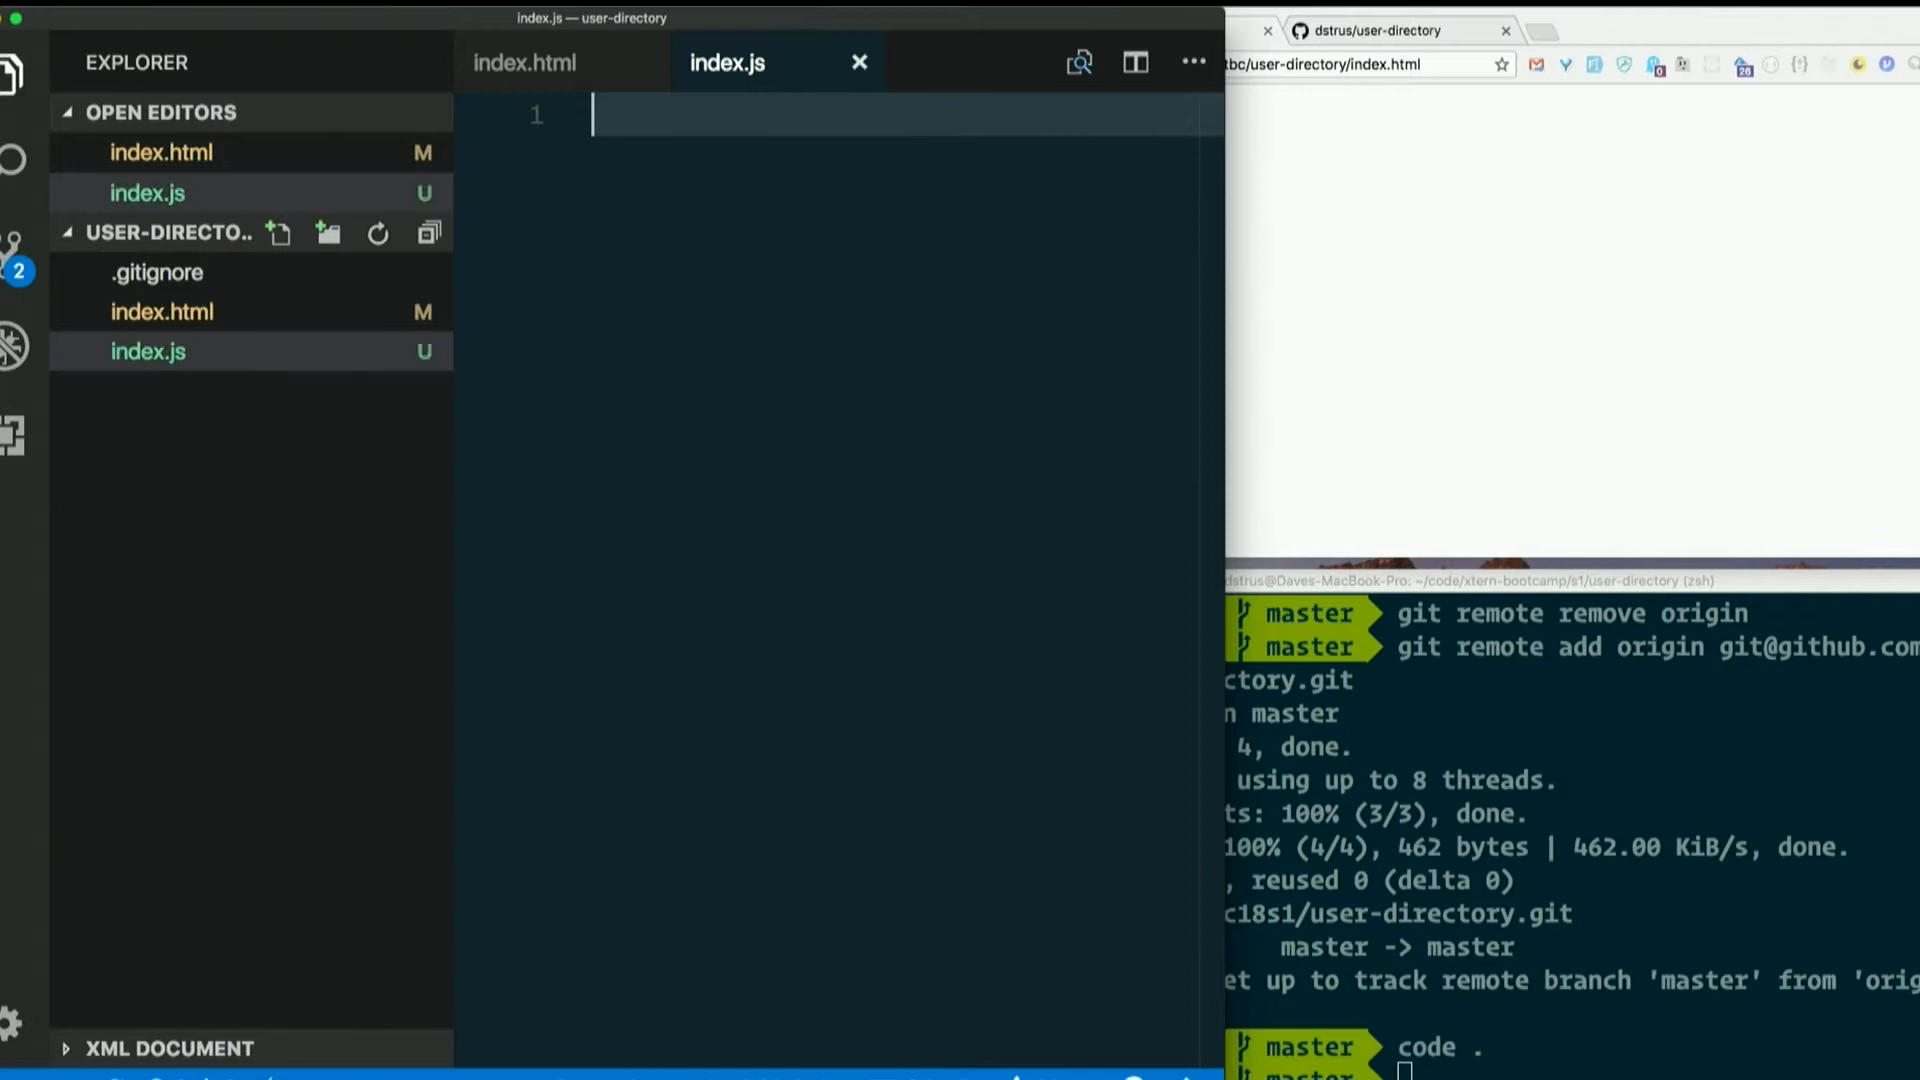 index.js — user-directory
EXPLORER
index.html
index.js
OPEN EDITORS
index.html M
index.js U
USER-DIRECTO..
.gitignore
index.html M
index.js U
2
XML DOCUMENT
1
dstrus/user-directory
tbc/user-directory/index.html
0
26
dstrus@Daves-MacBook-Pro: ~/code/xtern-bootcamp/s1/user-directory (zsh)
master git remote remove origin
master git remote add origin git@github.com
ctory.git
n master
4, done.
using up to 8 threads.
ts: 100% (3/3), done.
100% (4/4), 462 bytes | 462.00 KiB/s, done.
, reused 0 (delta 0)
c18s1/user-directory.git
master -> master
et up to track remote branch 'master' from 'orig
master code .
master